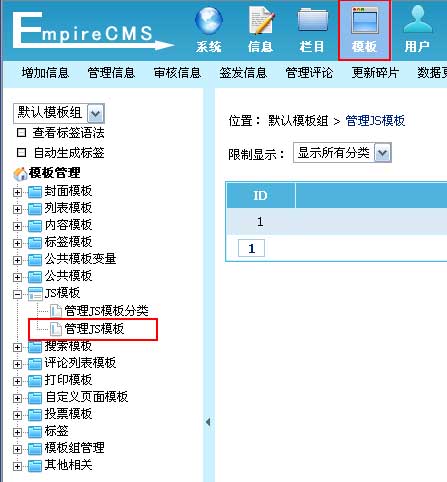 EmpireCMS
系统 信息 栏目 模板 用户
增加信息 管理信息 审核信息 签发信息 管理评论 更新碎片 数据更
默认模板组
查看标签语法
自动生成标签
模板管理
封面模板
列表模板
内容模板
标签模板
公共模板变量
公共模板
JS模板
管理JS模板分类
管理JS模板
搜索模板
评论列表模板
打印模板
自定义页面模板
投票模板
标签
模板组管理
其他相关
位置： 默认模板组 > 管理JS模板
限制显示： 显示所有分类
ID
1
1